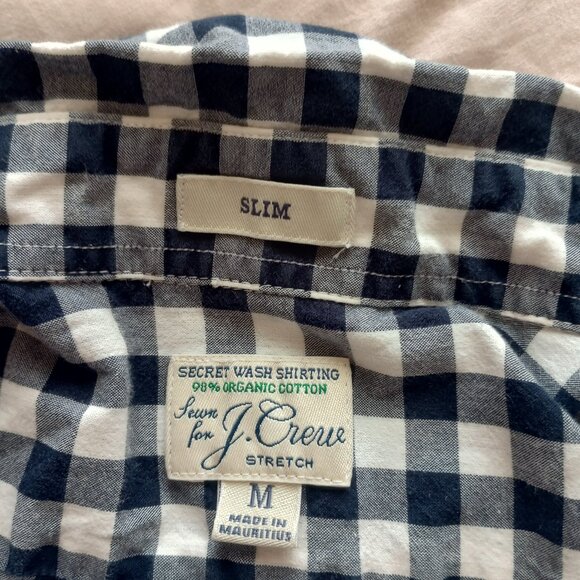 SLIM
SECRET WASH SHIRTING
98% ORGANIC COTTON
Sewn
for J.Crew
STRETCH
M
MADE IN
MAURITIUS